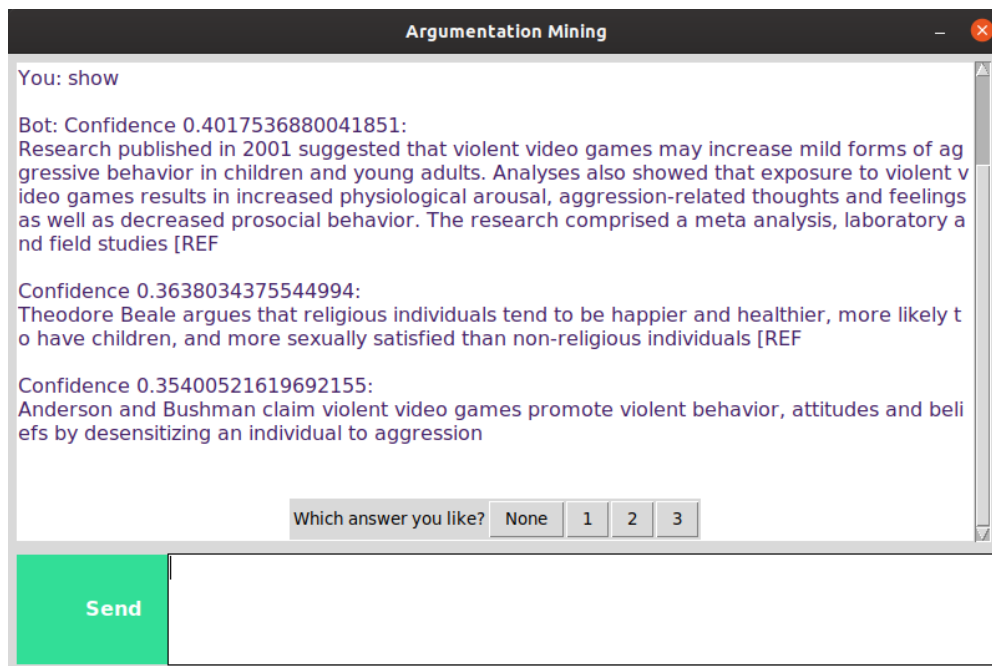 Argumentation Mining
You: show
Bot: Confidence 0.4017536880041851:
Research published in 2001 suggested that violent video games may increase mild forms of ag
gressive behavior in children and young adults. Analyses also showed that exposure to violent v
ideo games results in increased physiological arousal, aggression-related thoughts and feelings
as well as decreased prosocial behavior. The research comprised a meta analysis, laboratory a
nd field studies [REF
Confidence 0.3638034375544994:
Theodore Beale argues that religious individuals tend to be happier and healthier, more likely t
o have children, and more sexually satisfied than non-religious individuals [REF
Confidence 0.35400521619692155:
Anderson and Bushman claim violent video games promote violent behavior, attitudes and beli
efs by desensitizing an individual to aggression
Which answer you like? None 1 2 3
Send